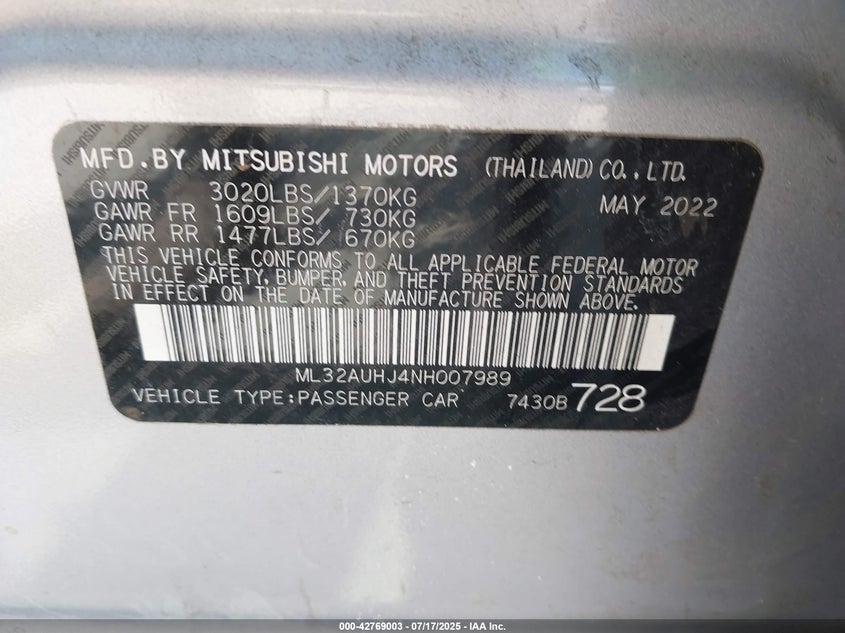 MFD.BY MITSUBISHI MOTORS (THAILAND) CO., LTD.
GVWR 3020LBS/1370KG MAY 2022
GAWR FR 1609LBS/ 730KG
GAWR RR 1477LBS/ 670KG
THIS VEHICLE CONFORMS TO ALL APPLICABLE FEDERAL MOTOR
VEHICLE SAFETY, BUMPER, AND THEFT PREVENTION STANDARDS
IN EFFECT ON THE DATE OF MANUFACTURE SHOWN ABOVE.
ML32AUHJ4NH007989
VEHICLE TYPE:PASSENGER CAR 7430B 728
000-42769003 - 07/17/2025 - IAA Inc.